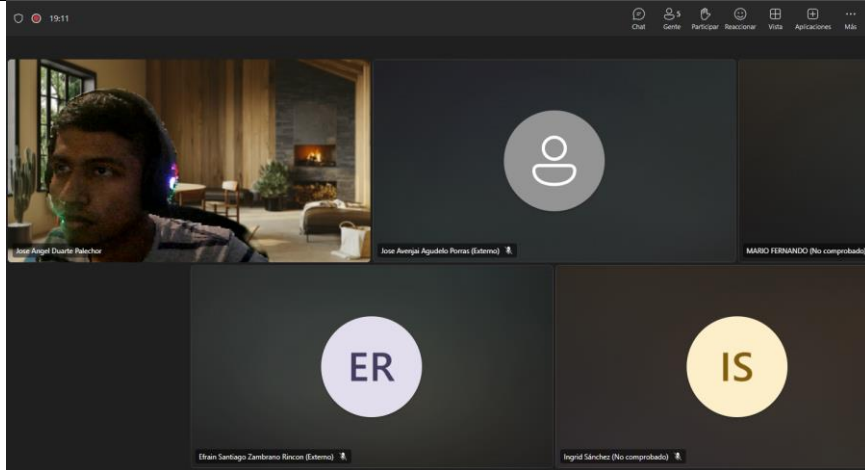 19:11
Chat
Gente 5
Participar
Reaccionar
Vista
Aplicaciones
Más
Jose Angel Duarte Palechor
Jose Avenjai Agudelo Porras (Externo)
MARIO FERNANDO (No comprobado)
ER
Efrain Santiago Zambrano Rincon (Externo)
IS
Ingrid Sánchez (No comprobado)